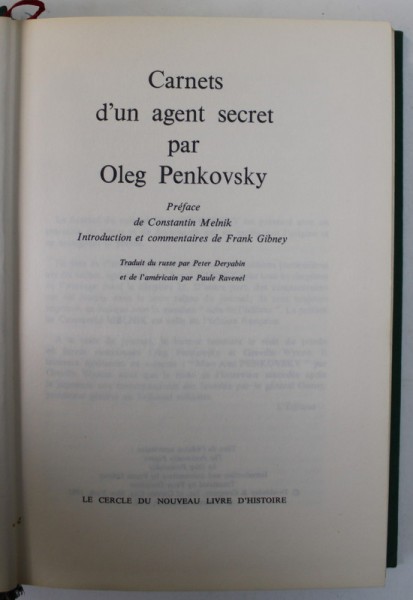 Carnets
d'un agent secret
par
Oleg Penkovsky
Préface
de Constantin Melnik
Introduction et commentaires de Frank Gibney
Traduit du russe par Peter Deryabin
et de l'américain par Paule Ravenel
LE CERCLE DU NOUVEAU LIVRE D'HISTOIRE